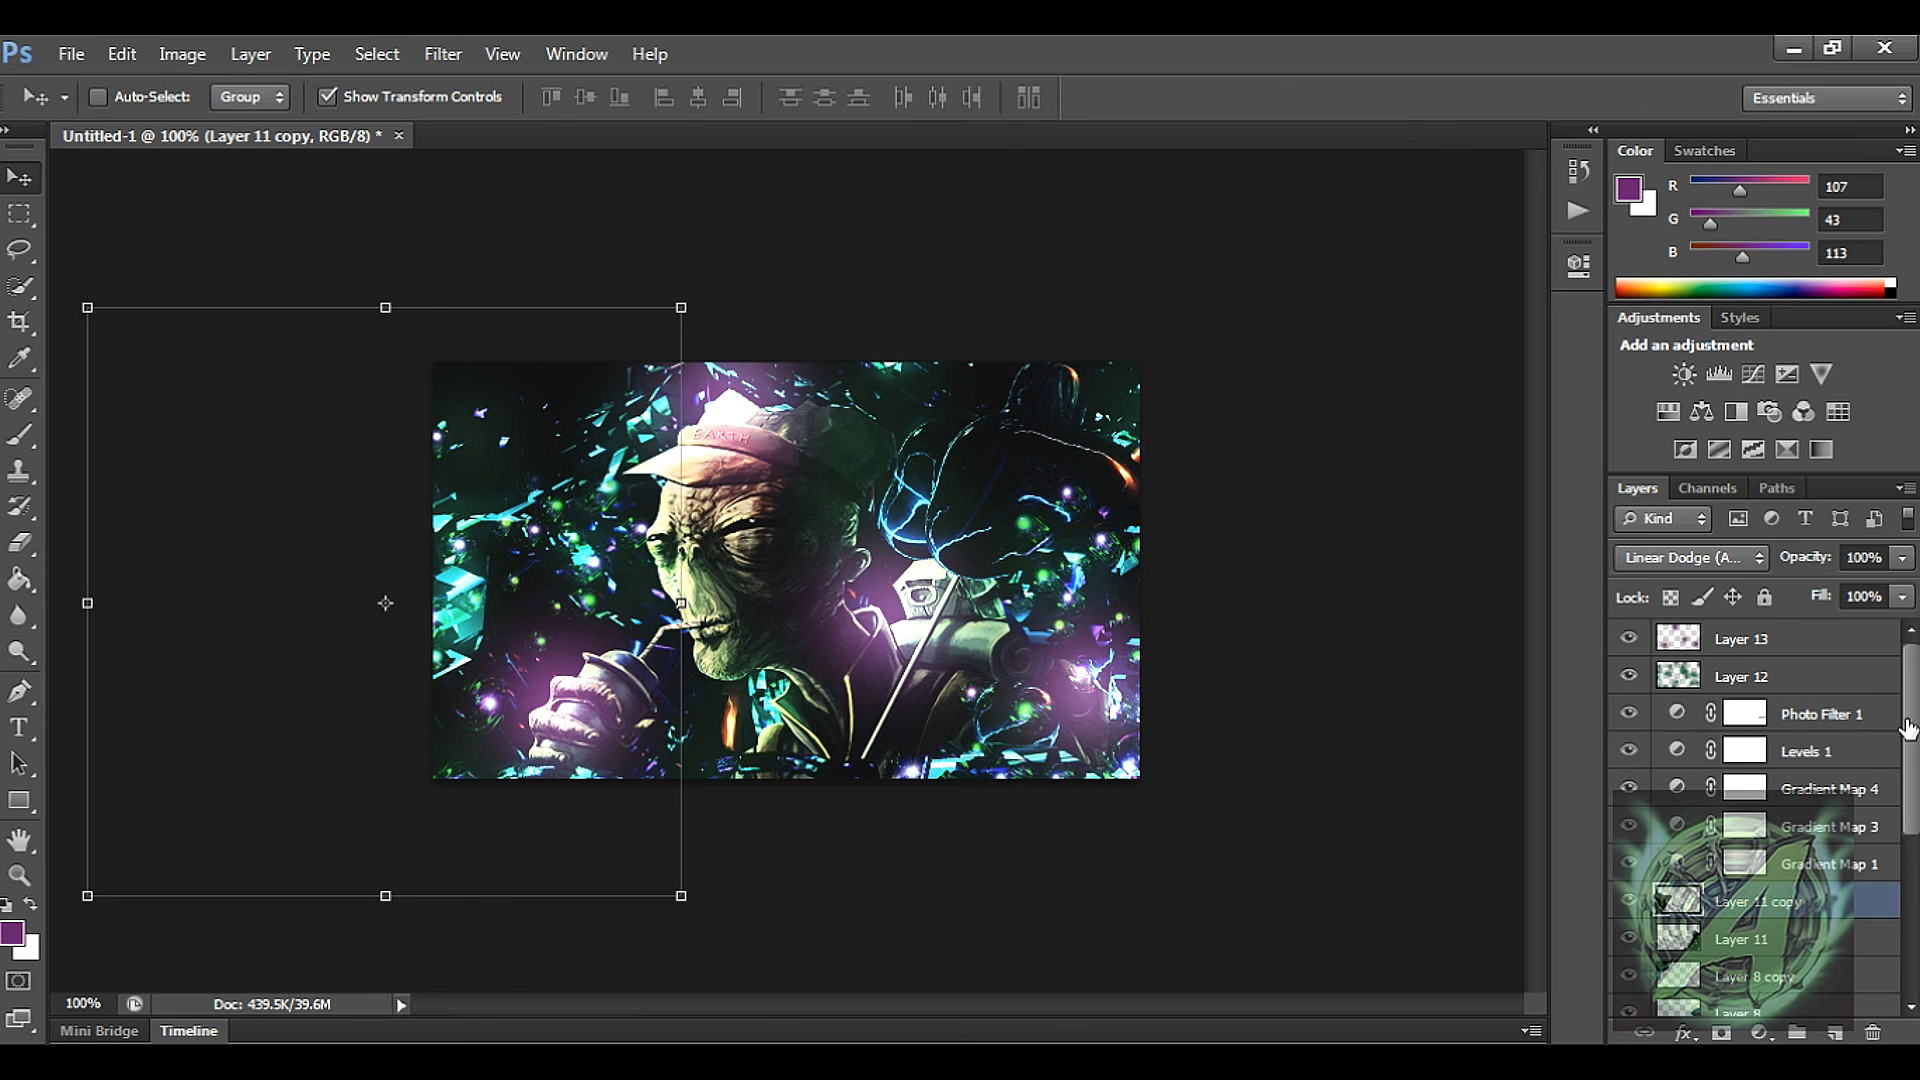 Ps File Edit Image Layer Type Select Filter View Window Help
Auto-Select: Group Show Transform Controls Essentials
Untitled-1 @ 100% (Layer 11 copy, RGB/8) * ×
Color Swatches
R 107
G 43
B 113
Adjustments Styles
Add an adjustment
Layers Channels Paths
Kind
Linear Dodge (A... Opacity: 100%
Lock: Fill: 100%
Layer 13
Layer 12
Photo Filter 1
Levels 1
Gradient Map 4
Gradient Map 3
Gradient Map 1
Layer 11 copy
Layer 11
Layer 8 copy
Layer 8
EARTH
100% Doc: 439.5K/39.6M
Mini Bridge Timeline